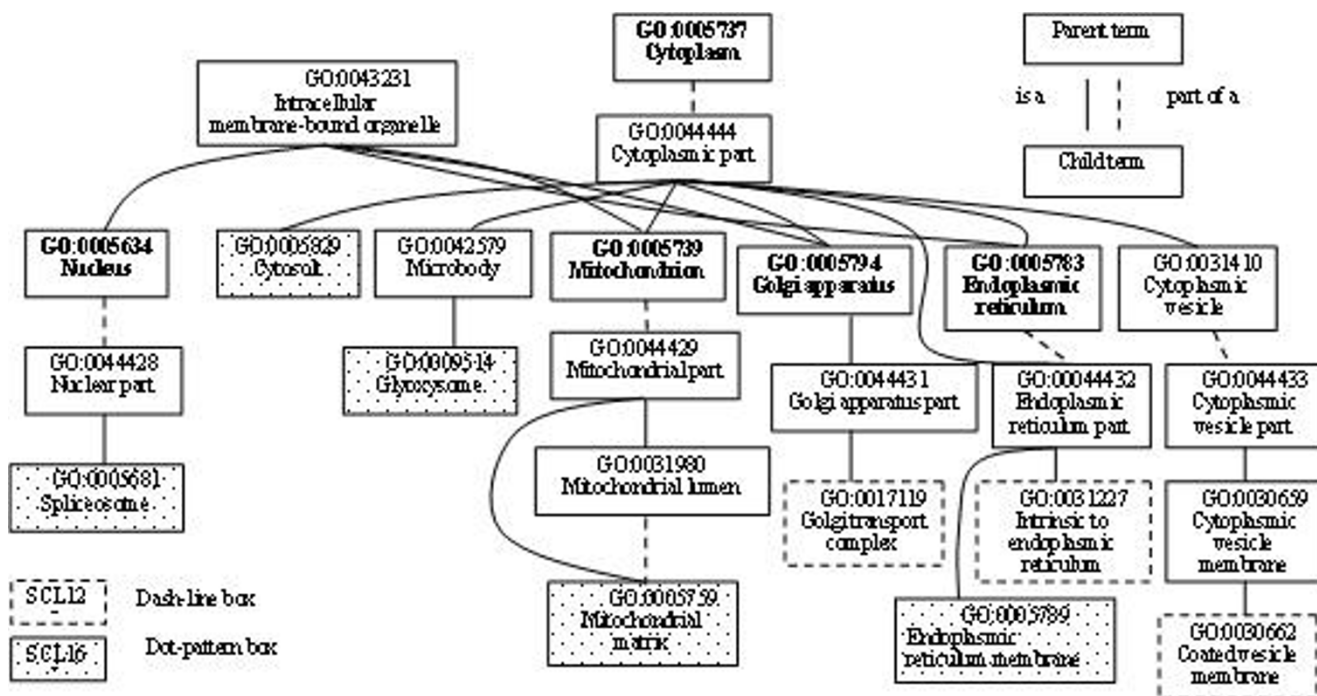 GO:0005737
Cytoplasm
Parent term
GO:0043231
Intracellular
membrane-bound organelle
is a
part of a
GO:0044444
Cytoplasmic part
Child term
GO:0005634
Nucleus
GO:0005829
Cytosol
GO:0042579
Microbody
GO:0005739
Mitochondrion
GO:0005794
Golgi apparatus
GO:0005783
Endoplasmic
reticulum
GO:0031410
Cytoplsmic
vesicle
GO:0044428
Nuclear part
GO:0009514
Glyoxysome
GO:0044429
Mitochondrial part
GO:0044431
Golgi apparatus part
GO:00044432
Endoplasmic
reticulum part
GO:0044433
Cytoplsmic
vesicle part
GO:0005681
Spliceosome
GO:0031980
Mitochondrial lumen
GO:0017119
Golgi transport
complex
GO:0031227
Intrinsic to
endoplasmic
reticulum
GO:0030659
Cytoplsmic
vesicle
membrane
SCL12
Dash-line box
SCL16
Dot-pattern box
GO:0005759
Mitochondrial
matrix
GO:0005789
Endoplasmic
reticulum membrane
GO:0030662
Coated vesicle
membrane